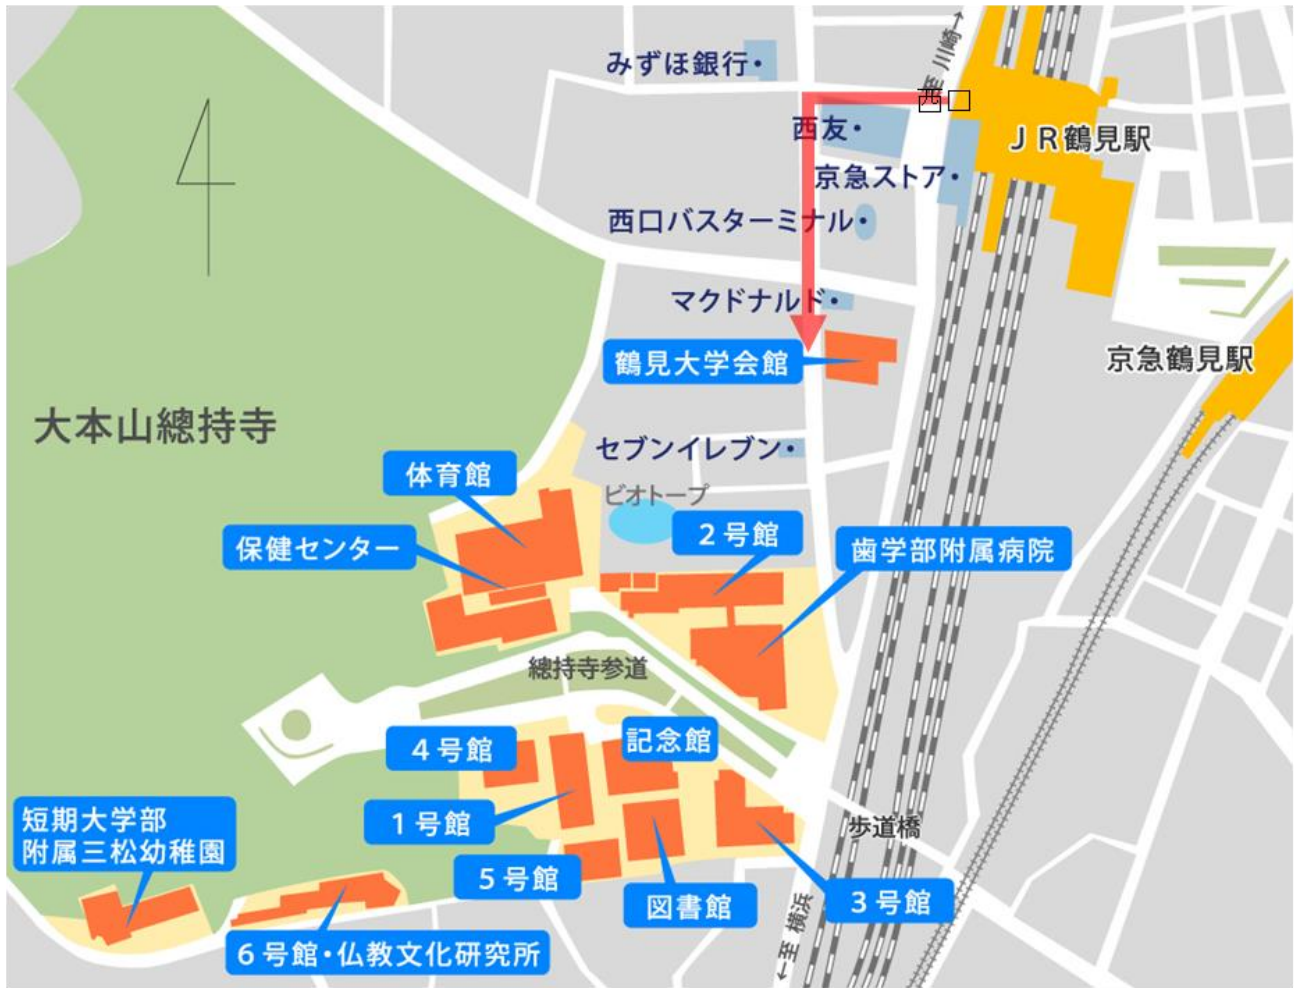 至 川崎→
みずほ銀行・
西口
西友・
JR鶴見駅
京急ストア・
西口バスターミナル・
マクドナルド・
鶴見大学会館
京急鶴見駅
大本山總持寺
セブンイレブン・
体育館
ビオトープ
保健センター
2号館
歯学部附属病院
總持寺参道
記念館
4号館
1号館
短期大学部
附属三松幼稚園
歩道橋
5号館
図書館
3号館
6号館・仏教文化研究所
←至 横浜